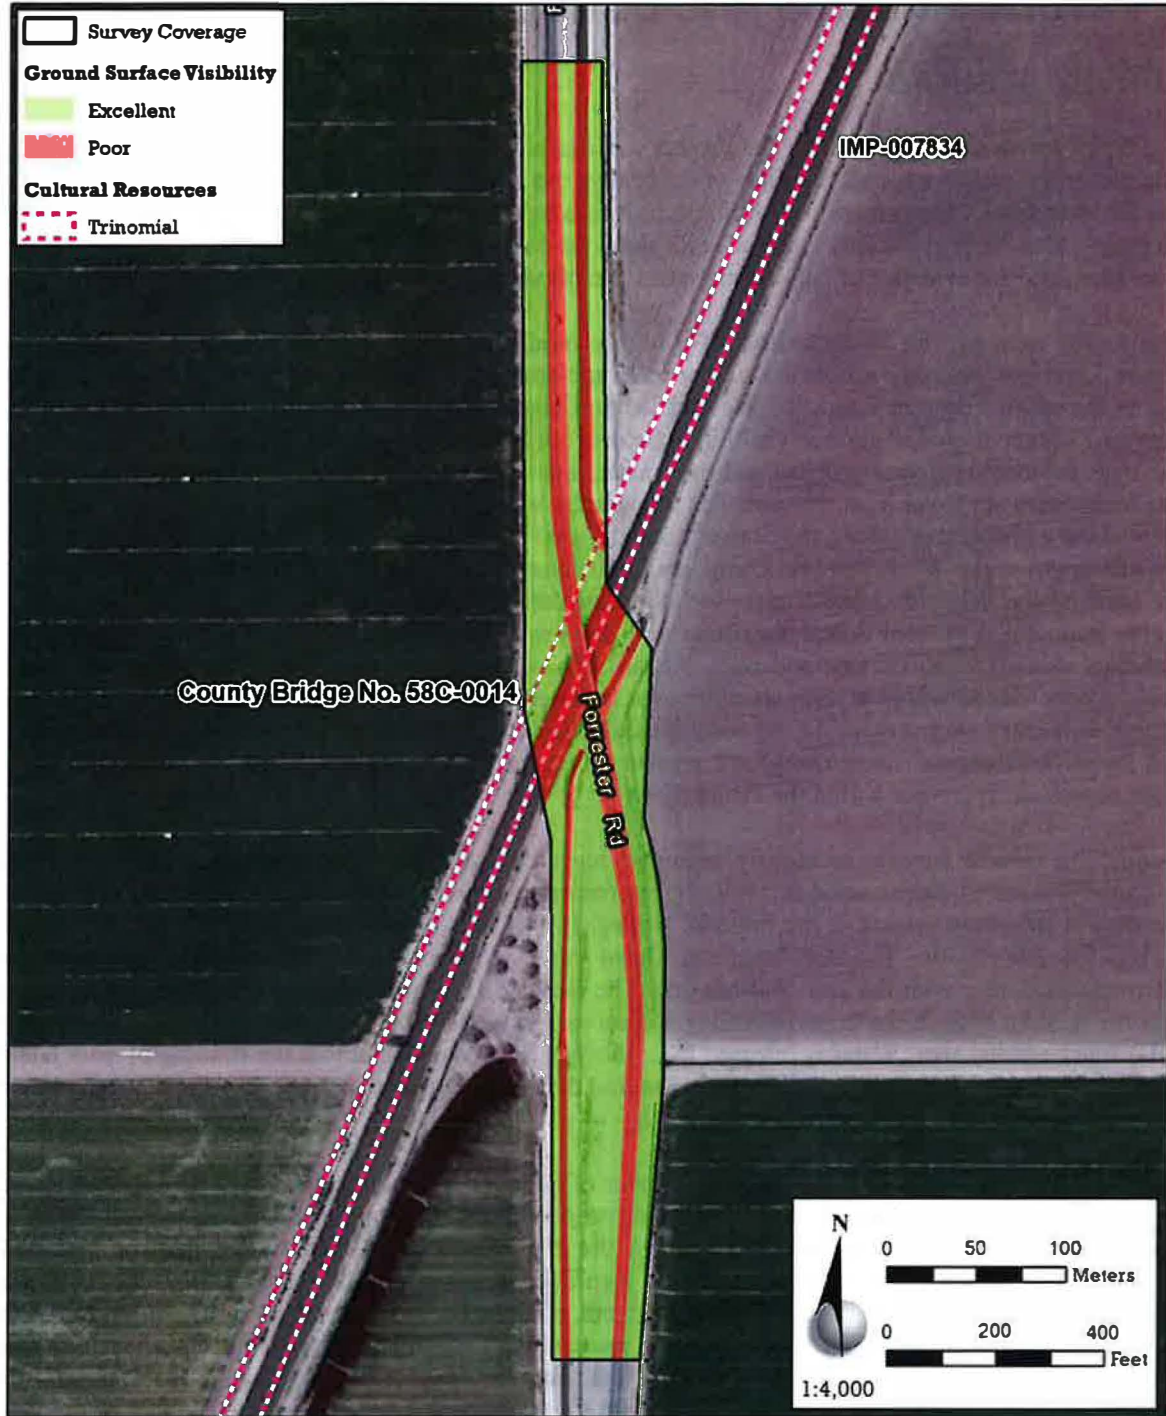 F
Survey Coverage
Ground Surface Visibility
Excellent
Poor
Cultural Resources
Trinomial
IMP-007834
County Bridge No. 58C-0014
Forrester Rd
N
0 50 100
Meters
0 200 400
Feet
1:4,000